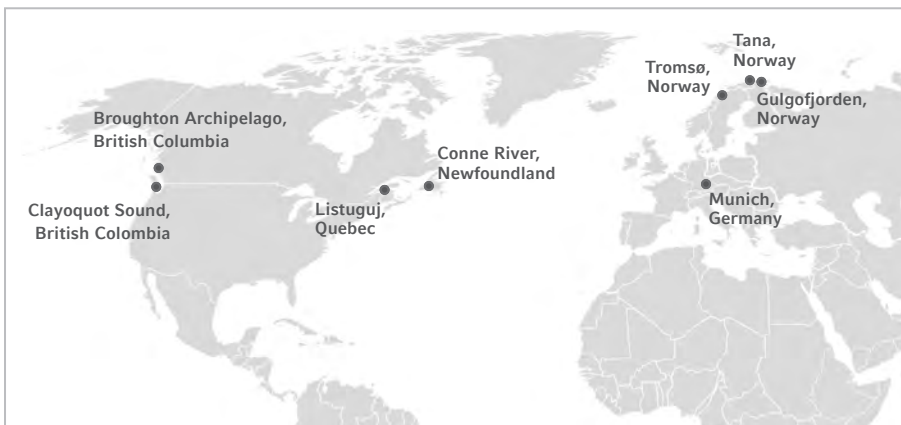 Tana,
Norway
Tromsø,
Norway
Gulgofjorden,
Norway
Broughton Archipelago,
British Columbia
Conne River,
Newfoundland
Clayoquot Sound,
British Colombia
Listuguj,
Quebec
Munich,
Germany